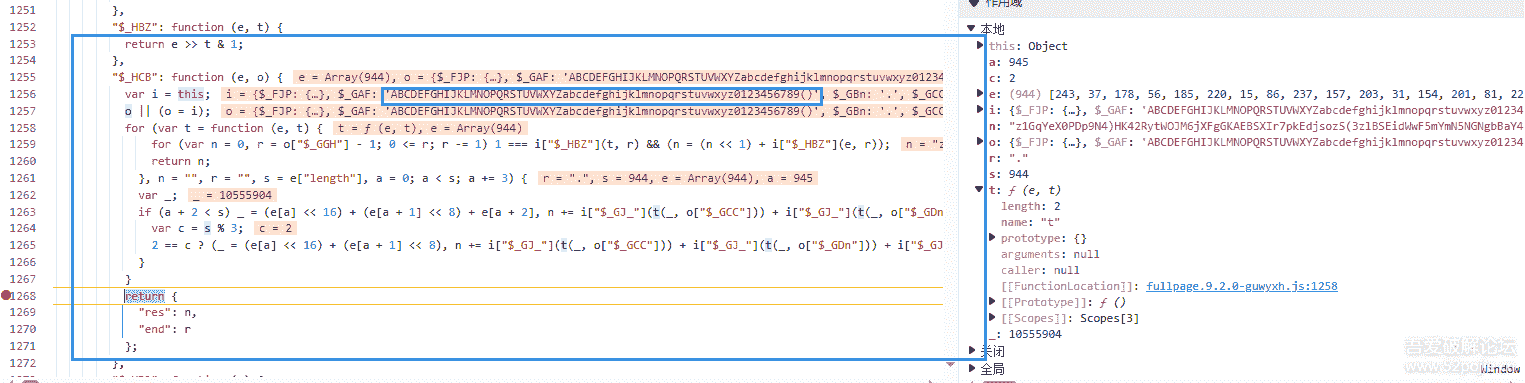 1251 },
1252 "$_HBZ": function (e, t) {
1253 return e >> t & 1;
1254 },
1255 "$_HCB": function (e, o) { e = Array(944), o = {$_FJP: {…}, $_GAF: 'ABCDEFGHIJKLMNOPQRSTUVWXYZabcdefghijklmnopqrstuvwxyz01234
1256 var i = this; i = {$_FJP: {…}, $_GAF: 'ABCDEFGHIJKLMNOPQRSTUVWXYZabcdefghijklmnopqrstuvwxyz0123456789()', $_GBn: '.', $_GCC
1257 o || (o = i); o = {$_FJP: {…}, $_GAF: 'ABCDEFGHIJKLMNOPQRSTUVWXYZabcdefghijklmnopqrstuvwxyz0123456789()', $_GBn: '.', $_GCC
1258 for (var t = function (e, t) { t = ƒ (e, t), e = Array(944)
1259 for (var n = 0, r = o["$_GGH"] - 1; 0 <= r; r -= 1) 1 === i["$_HBZ"](t, r) && (n = (n << 1) + i["$_HBZ"](e, r)); n = "z
1260 return n;
1261 }, n = "", r = "", s = e["length"], a = 0; a < s; a += 3) { r = ".", s = 944, e = Array(944), a = 945
1262 var _; _ = 10555904
1263 if (a + 2 < s) _ = (e[a] << 16) + (e[a + 1] << 8) + e[a + 2], n += i["$_GJ_"](t(_, o["$_GCC"])) + i["$_GJ_"](t(_, o["$_GDn"
1264 var c = s % 3; c = 2
1265 2 == c ? (_ = (e[a] << 16) + (e[a + 1] << 8), n += i["$_GJ_"](t(_, o["$_GCC"])) + i["$_GJ_"](t(_, o["$_GDn"])) + i["$_GJ
1266 }
1267 }
1268 return {
1269 "res": n,
1270 "end": r
1271 };
1272 },
作用域
本地
this: Object
a: 945
c: 2
e: (944) [243, 37, 178, 56, 185, 220, 15, 86, 237, 157, 203, 31, 154, 201, 81, 22
i: {$_FJP: {…}, $_GAF: 'ABCDEFGHIJKLMNOPQRSTUVWXYZabcdefghijklmnopqrstuvwxyz01234
n: "z1GqYeX0PDp9N4)HK42RytWOJM6jXFgGKAEBSXIr7pkEdjsozS(3zlBSEidWwF5mYmN5NGNgbBaY4
o: {$_FJP: {…}, $_GAF: 'ABCDEFGHIJKLMNOPQRSTUVWXYZabcdefghijklmnopqrstuvwxyz01234
r: "."
s: 944
t: ƒ (e, t)
length: 2
name: "t"
prototype: {}
arguments: null
caller: null
[[FunctionLocation]]: fullpage.9.2.0-guwyxh.js:1258
[[Prototype]]: ƒ ()
[[Scopes]]: Scopes[3]
_: 10555904
关闭
全局
Window
吾爱破解论坛